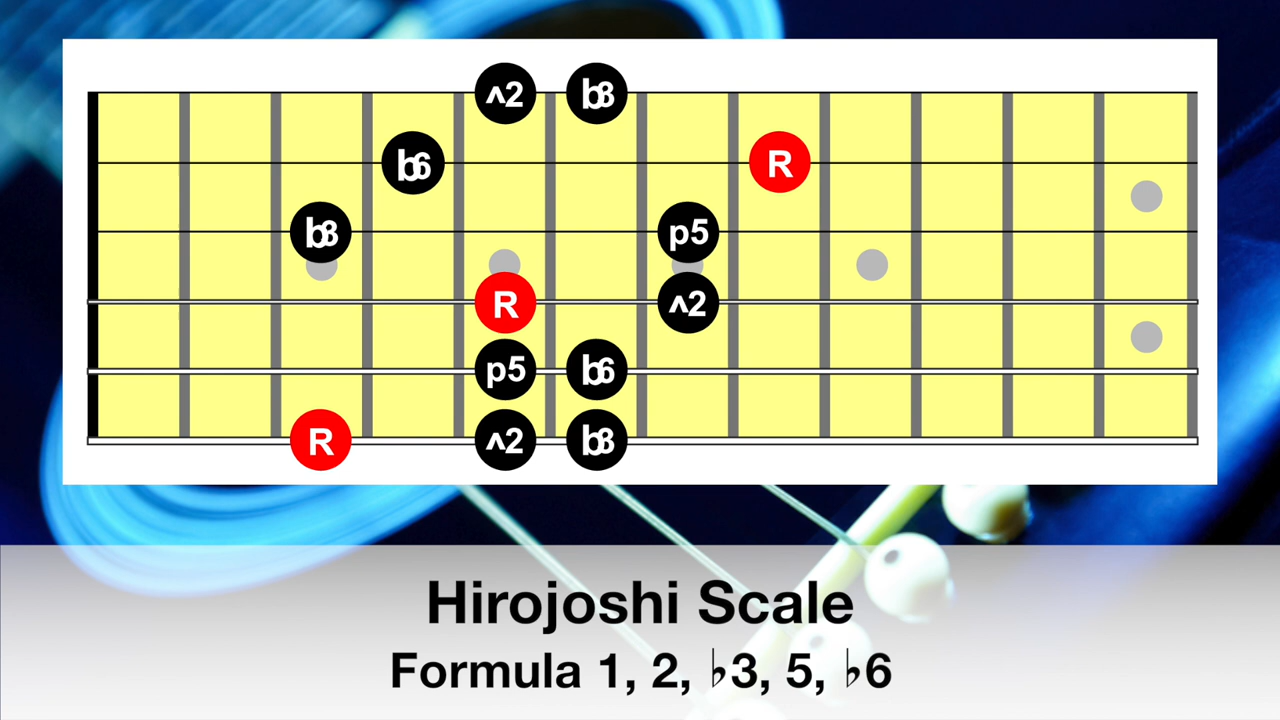 ^2 b3
b6 R
b3 p5
R ^2
p5 b6
R ^2 b3
Hirojoshi Scale
Formula 1, 2, ♭3, 5, ♭6